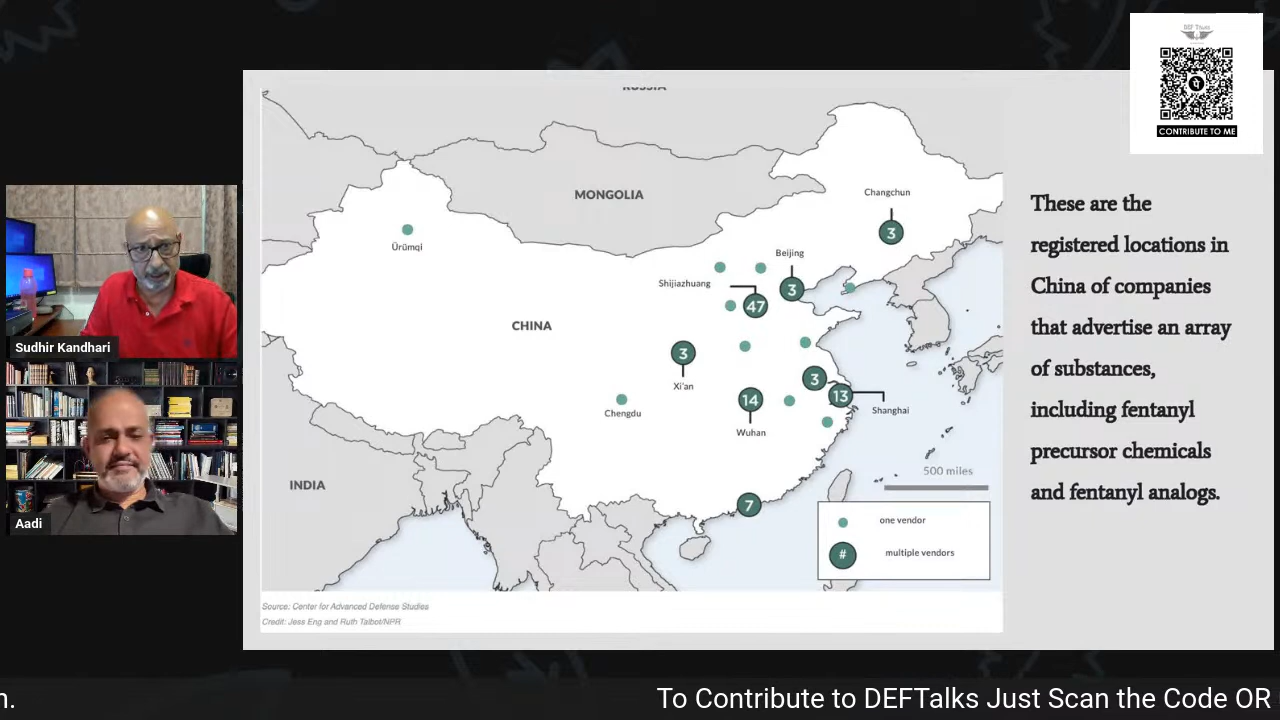 DEF TALKS
CONTRIBUTE TO ME
RUSSIA
MONGOLIA
Changchun
3
Ürümqi
Beijing
3
Shijiazhuang
47
CHINA
3
Xi'an
3
13
Shanghai
14
Wuhan
Chengdu
INDIA
500 miles
7
one vendor
# multiple vendors
Source: Center for Advanced Defense Studies
Credit: Jess Eng and Ruth Talbot/NPR
These are the
registered locations in
China of companies
that advertise an array
of substances,
including fentanyl
precursor chemicals
and fentanyl analogs.
Sudhir Kandhari
Aadi
n.
To Contribute to DEFTalks Just Scan the Code OR